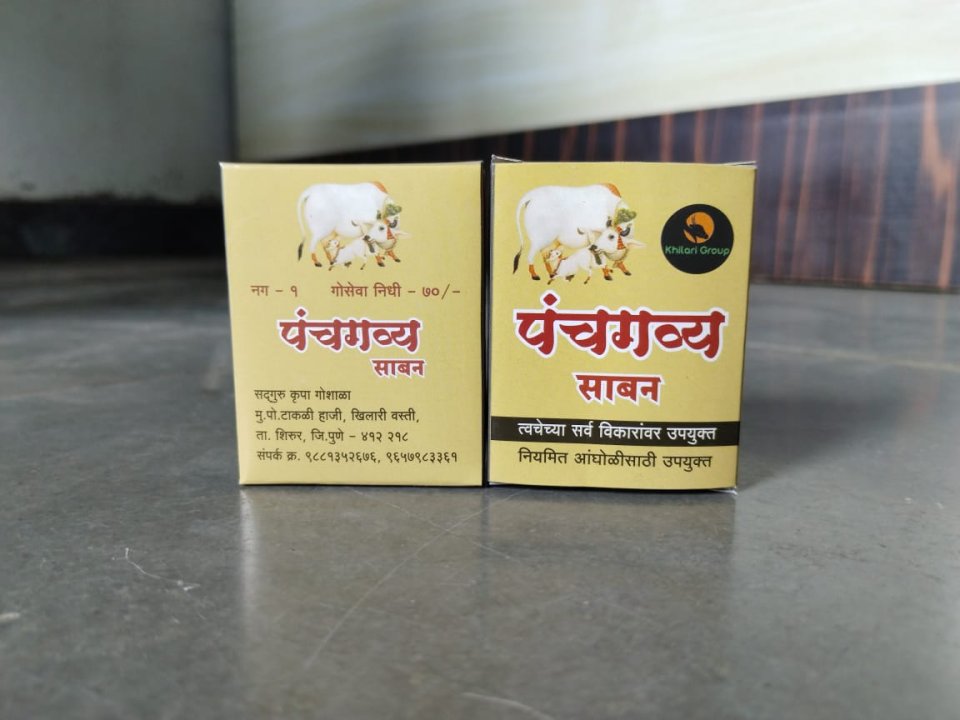 नग - १ गोसेवा निधी - ७०/-
पंचगव्य
साबन
सद्गुरु कृपा गोशाळा
मु.पो.टाकळी हाजी, खिलारी वस्ती,
ता. शिरुर, जि.पुणे - ४१२ २१८
संपर्क क्र. ९८८१३५२६७६, ९६५७९८३३६१
Khilari Group
पंचगव्य
साबन
त्वचेच्या सर्व विकारांवर उपयुक्त
नियमित आंघोळीसाठी उपयुक्त